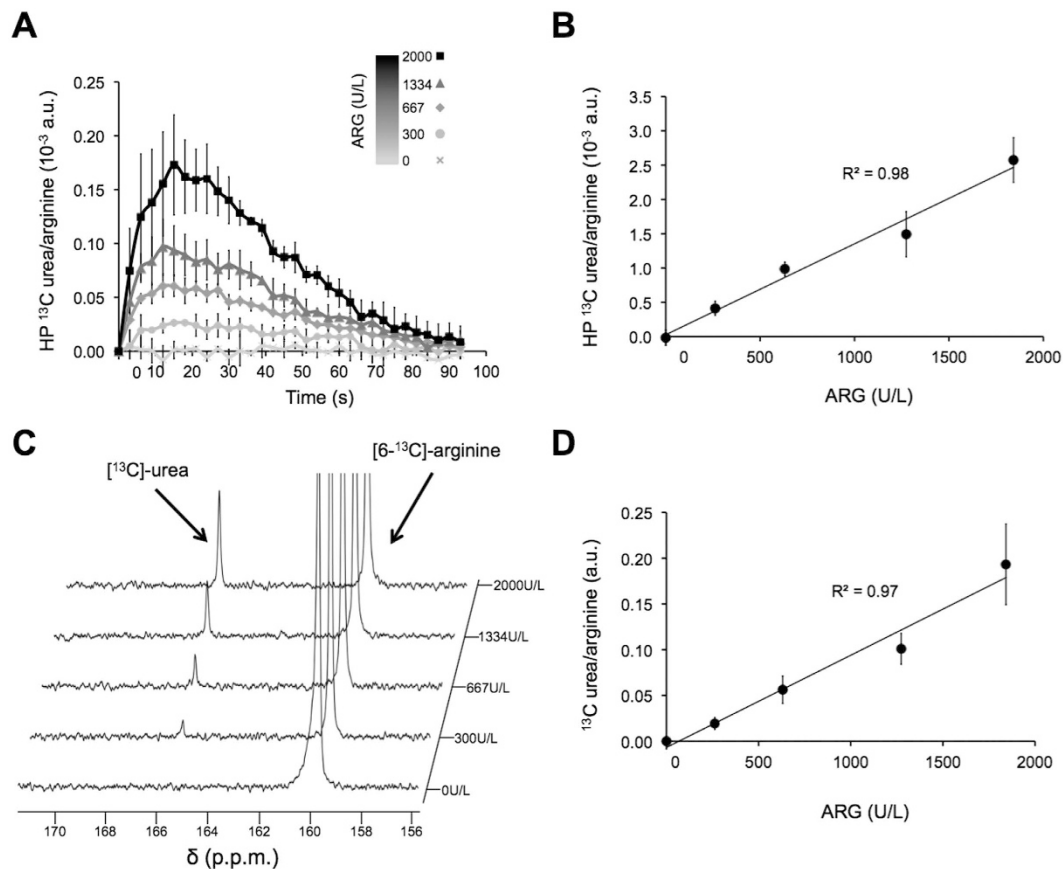 A
ARG (U/L)
2000
1334
667
300
0
HP ¹³C urea/arginine (10⁻³ a.u.)
0.25
0.20
0.15
0.10
0.05
0.00
0 10 20 30 40 50 60 70 80 90 100
Time (s)
B
HP ¹³C urea/arginine (10⁻³ a.u.)
3.5
3.0
2.5
2.0
1.5
1.0
0.5
0.0
R² = 0.98
0 500 1000 1500 2000
ARG (U/L)
C
[¹³C]-urea
[6-¹³C]-arginine
2000U/L
1334U/L
667U/L
300U/L
0U/L
170 168 166 164 162 160 158 156
δ (p.p.m.)
D
¹³C urea/arginine (a.u.)
0.25
0.20
0.15
0.10
0.05
0.00
R² = 0.97
0 500 1000 1500 2000
ARG (U/L)